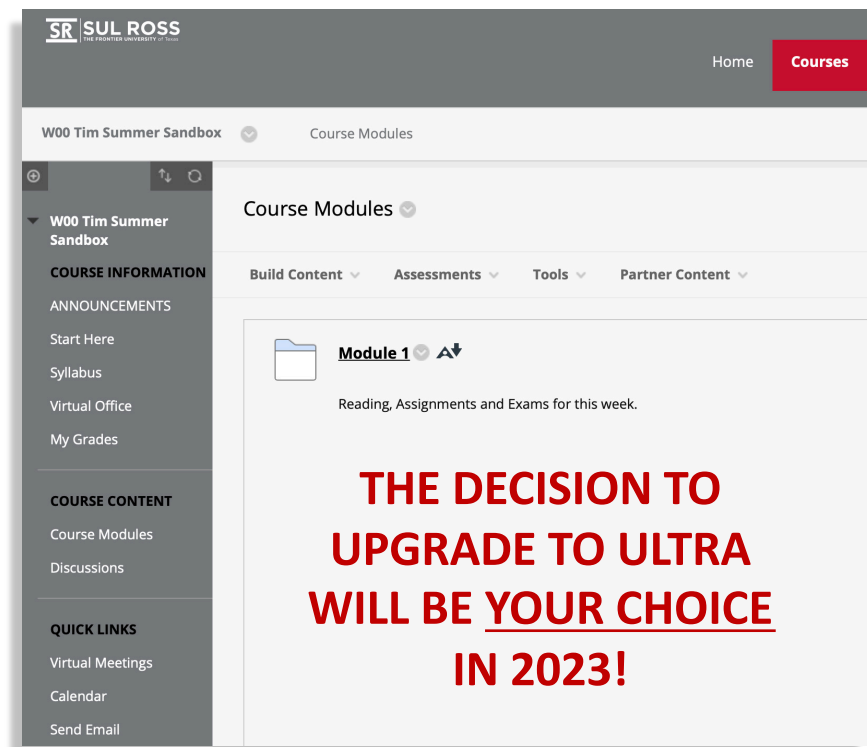 SR SUL ROSS
THE FRONTIER UNIVERSITY of Texas
Home Courses
W00 Tim Summer Sandbox Course Modules
W00 Tim Summer
Sandbox
COURSE INFORMATION
ANNOUNCEMENTS
Start Here
Syllabus
Virtual Office
My Grades
COURSE CONTENT
Course Modules
Discussions
QUICK LINKS
Virtual Meetings
Calendar
Send Email
Course Modules
Build Content Assessments Tools Partner Content
Module 1
Reading, Assignments and Exams for this week.
THE DECISION TO
UPGRADE TO ULTRA
WILL BE YOUR CHOICE
IN 2023!